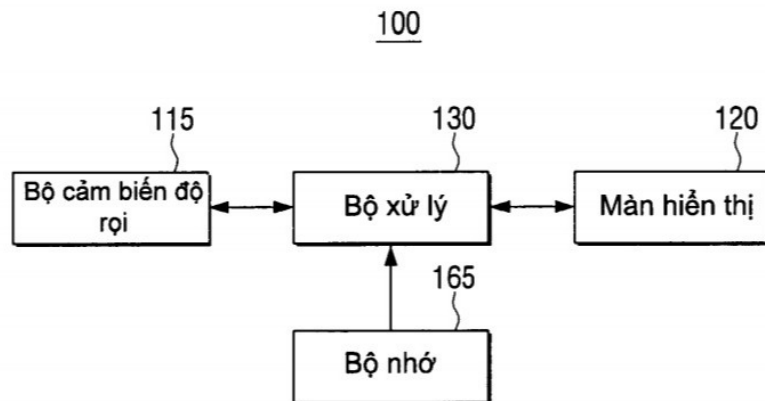 100
115
130
120
Bộ cảm biến độ
rọi
Bộ xử lý
Màn hiển thị
165
Bộ nhớ